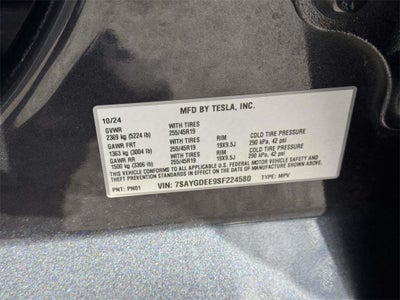 MFD BY TESLA, INC.
10/24
GVWR WITH TIRES
2369 kg (5224 lb) 255/45R19 RIM COLD TIRE PRESSURE
GAWR FRT WITH TIRES 19X9.5J 290 kPa, 42 psi
1363 kg (3004 lb) 255/45R19 RIM COLD TIRE PRESSURE
GAWR RR WITH TIRES 19X9.5J 290 kPa, 42 psi
1500 kg (3306 lb) 255/45R19
THIS VEHICLE CONFORMS TO ALL APPLICABLE U.S. FEDERAL MOTOR VEHICLE SAFETY AND
THEFT PREVENTION STANDARDS IN EFFECT ON THE DATE OF
MANUFACTURE SHOWN ABOVE.
PNT: PN01 VIN: 7SAYGDEE9SF224580 TYPE: MPV